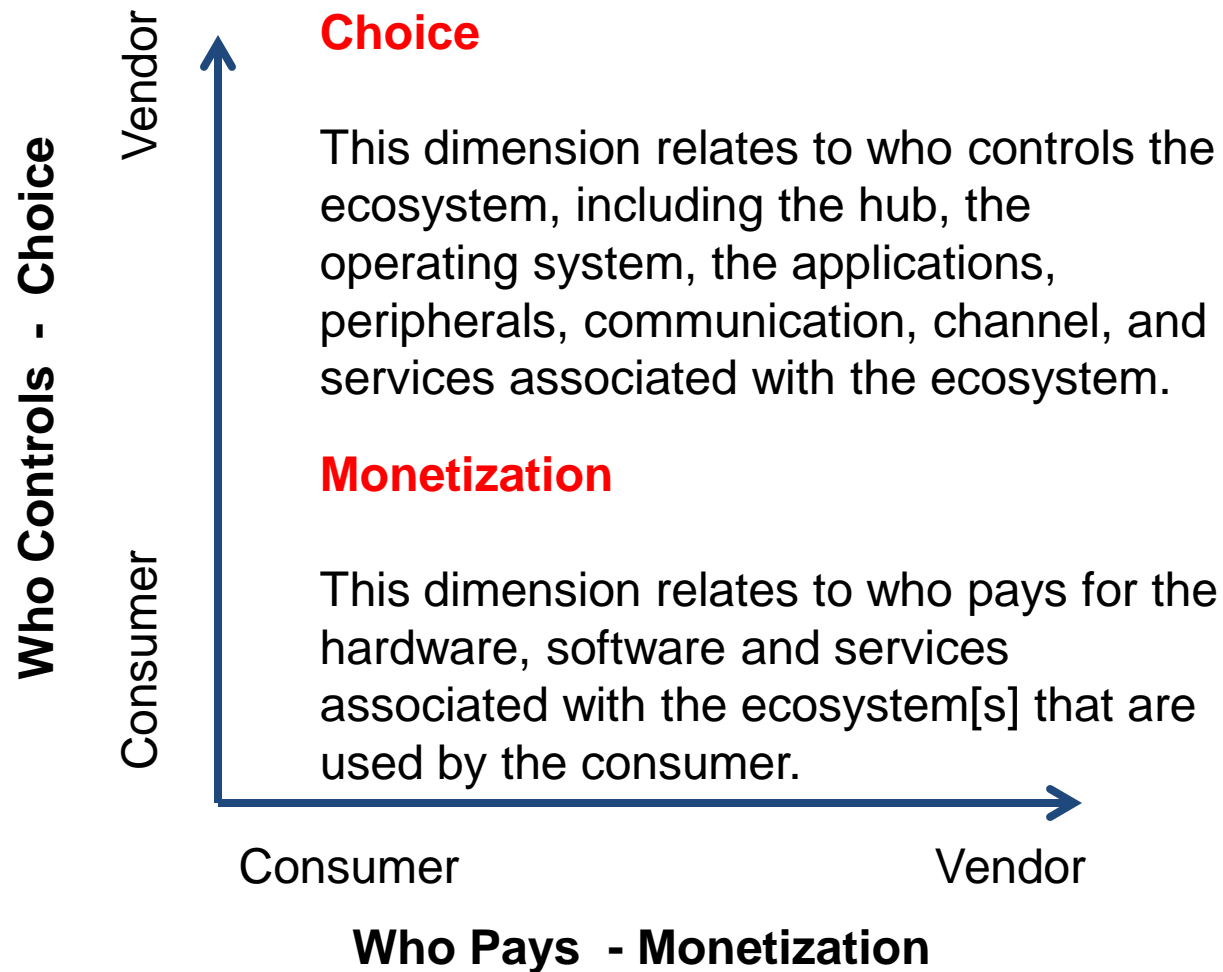 Choice
Vendor
This dimension relates to who controls the
ecosystem, including the hub, the
operating system, the applications,
peripherals, communication, channel, and
services associated with the ecosystem.
Who Controls - Choice
Monetization
Consumer
This dimension relates to who pays for the
hardware, software and services
associated with the ecosystem[s] that are
used by the consumer.
Consumer
Vendor
Who Pays - Monetization